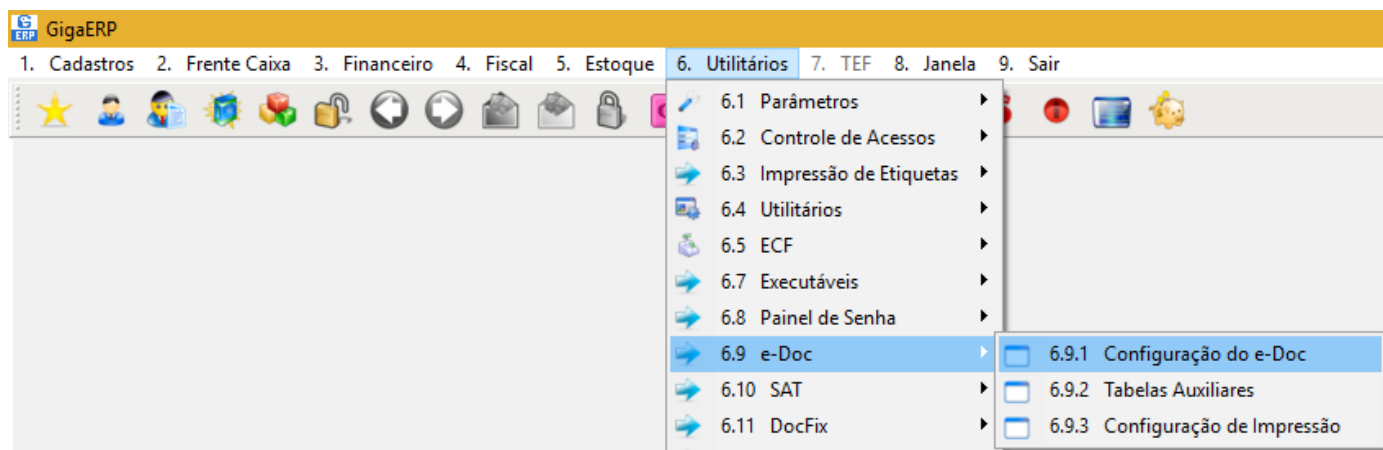 G
ERP GigaERP
1. Cadastros 2. Frente Caixa 3. Financeiro 4. Fiscal 5. Estoque 6. Utilitários 7. TEF 8. Janela 9. Sair
6.1 Parâmetros
6.2 Controle de Acessos
6.3 Impressão de Etiquetas
6.4 Utilitários
6.5 ECF
6.7 Executáveis
6.8 Painel de Senha
6.9 e-Doc 6.9.1 Configuração do e-Doc
6.10 SAT 6.9.2 Tabelas Auxiliares
6.11 DocFix 6.9.3 Configuração de Impressão